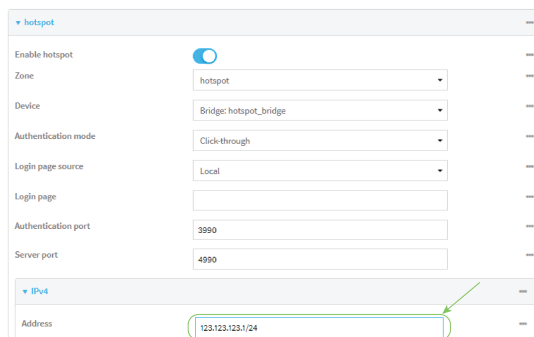 hotspot
Enable hotspot
Zone hotspot
Device Bridge: hotspot_bridge
Authentication mode Click-through
Login page source Local
Login page
Authentication port 3990
Server port 4990
IPv4
Address 123.123.123.1/24